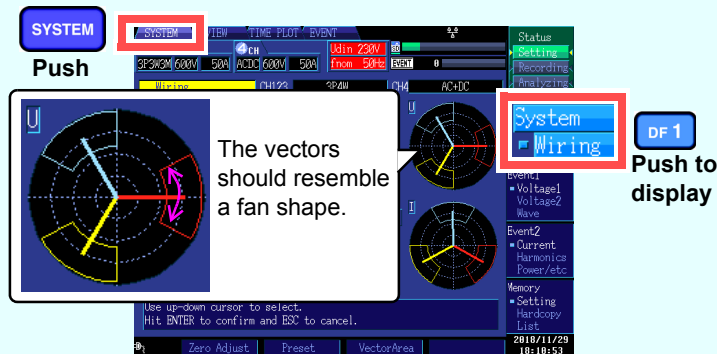 SYSTEM
Push
SYSTEM VIEW TIME PLOT EVENT
4CH
Udin 230V
SD
3P3W3M 600V 50A ACDC 600V 50A fnom 50Hz EVENT 0
Wiring CH123 3P4W CH4 AC+DC
U
The vectors
should resemble
a fan shape.
U
I
Use up-down cursor to select.
Hit ENTER to confirm and ESC to cancel.
Zero Adjust Preset VectorArea
Status
Setting
Recording
Analyzing
System
Wiring
DF 1
Push to
display
Event1
Voltage1
Voltage2
Wave
Event2
Current
Harmonics
Power/etc
Memory
Setting
Hardcopy
List
2018/11/29
18:10:53